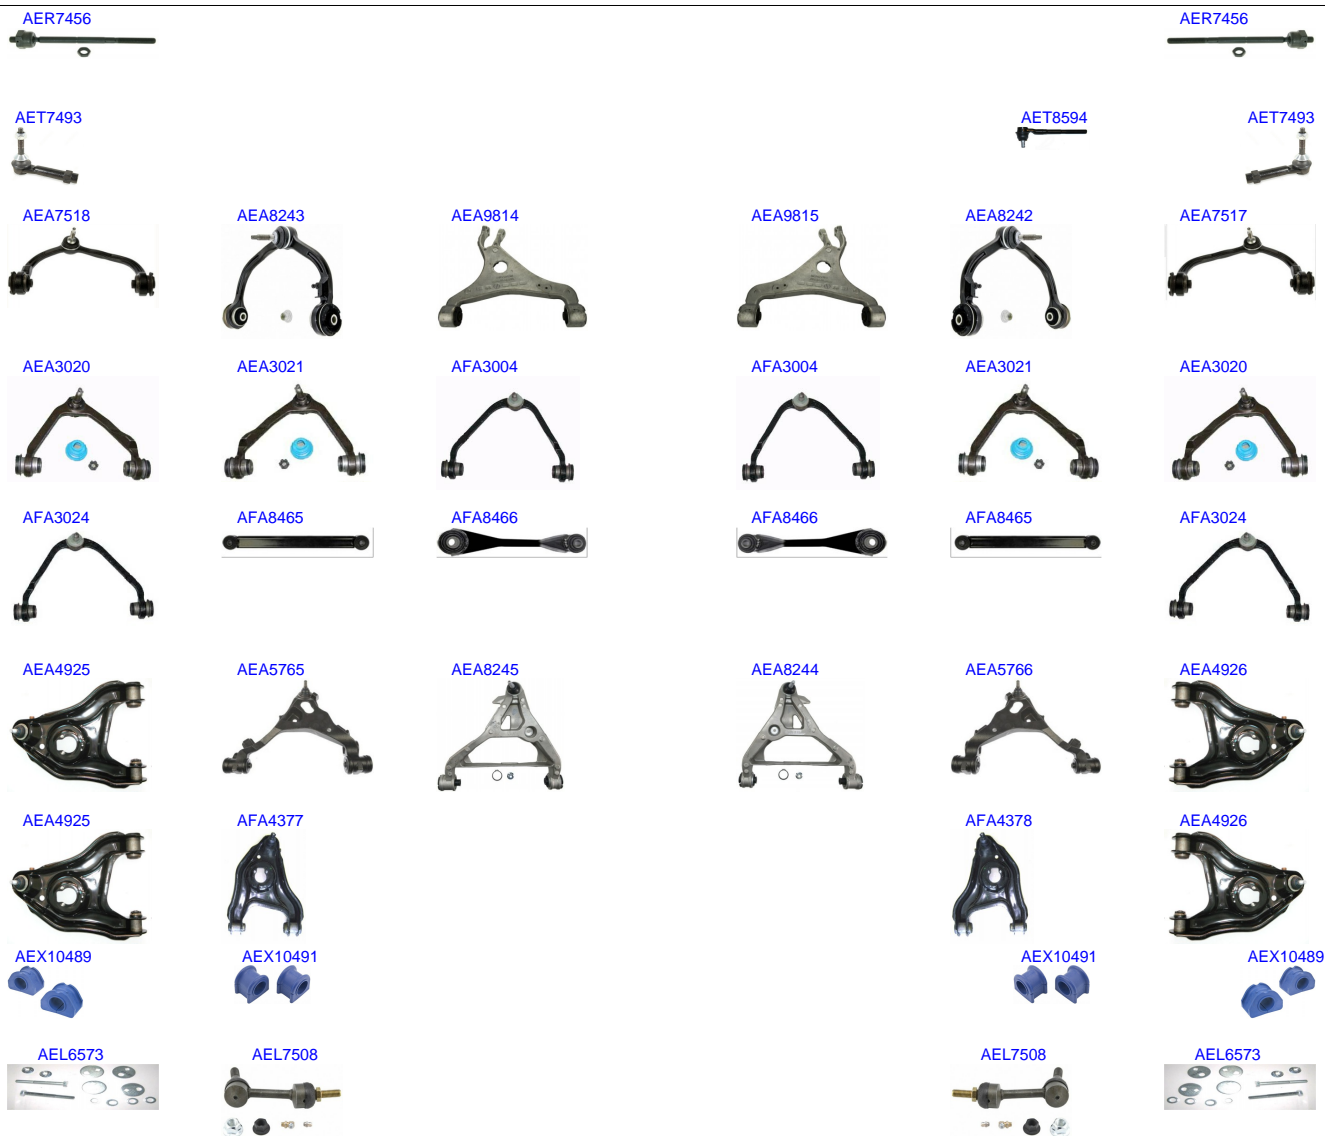 AER7456 AER7456
AET7493 AET8594 AET7493
AEA7518 AEA8243 AEA9814 AEA9815 AEA8242 AEA7517
AEA3020 AEA3021 AFA3004 AFA3004 AEA3021 AEA3020
AFA3024 AFA8465 AFA8466 AFA8466 AFA8465 AFA3024
AEA4925 AEA5765 AEA8245 AEA8244 AEA5766 AEA4926
AEA4925 AFA4377 AFA4378 AEA4926
AEX10489 AEX10491 AEX10491 AEX10489
AEL6573 AEL7508 AEL7508 AEL6573